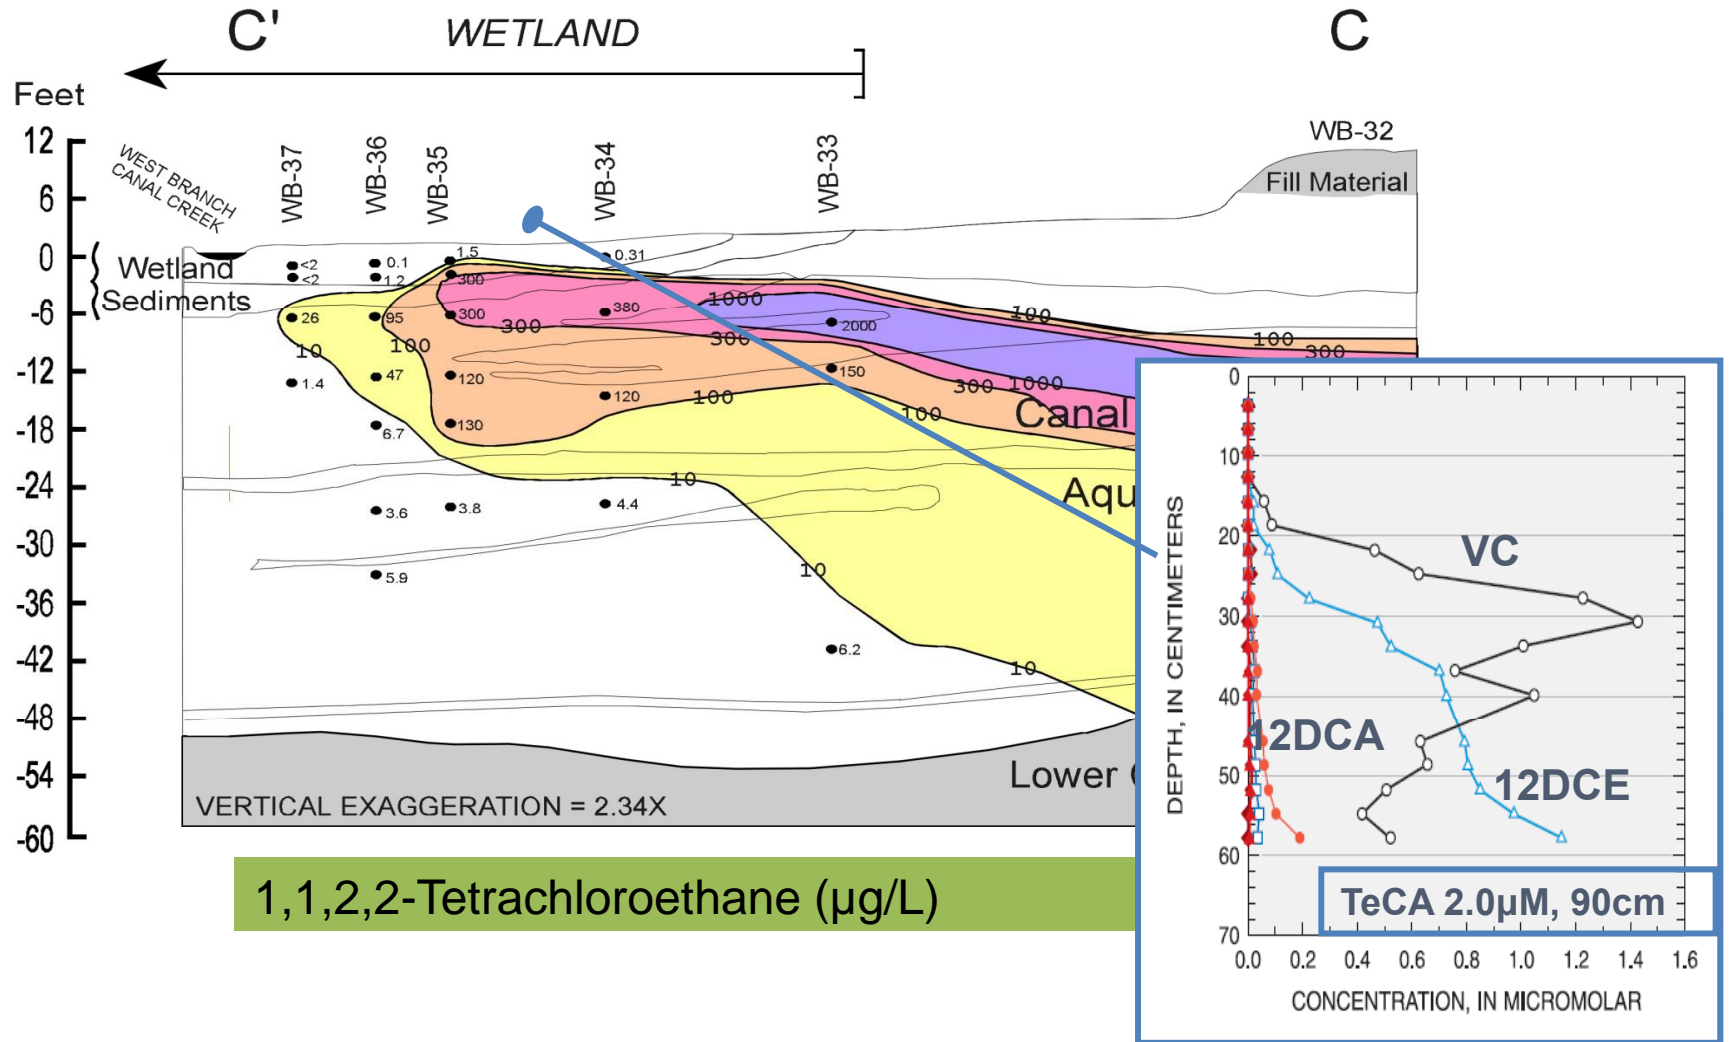 C' WETLAND C
Feet
12
6
0
-6
-12
-18
-24
-30
-36
-42
-48
-54
-60
WEST BRANCH
CANAL CREEK
WB-37
WB-36
WB-35
WB-34
WB-33
WB-32
Fill Material
Wetland
Sediments
<2
<2
26
10
1.4
0.1
1.2
95
100
47
6.7
3.6
5.9
1.5
300
300
300
120
130
3.8
0.31
380
120
4.4
1000
300
100
10
2000
150
10
6.2
100
100
300
300
1000
100
10
Canal
Aqu
Lower
VERTICAL EXAGGERATION = 2.34X
1,1,2,2-Tetrachloroethane (µg/L)
DEPTH, IN CENTIMETERS
0
10
20
30
40
50
60
70
VC
12DCA
12DCE
TeCA 2.0µM, 90cm
0.0 0.2 0.4 0.6 0.8 1.0 1.2 1.4 1.6
CONCENTRATION, IN MICROMOLAR